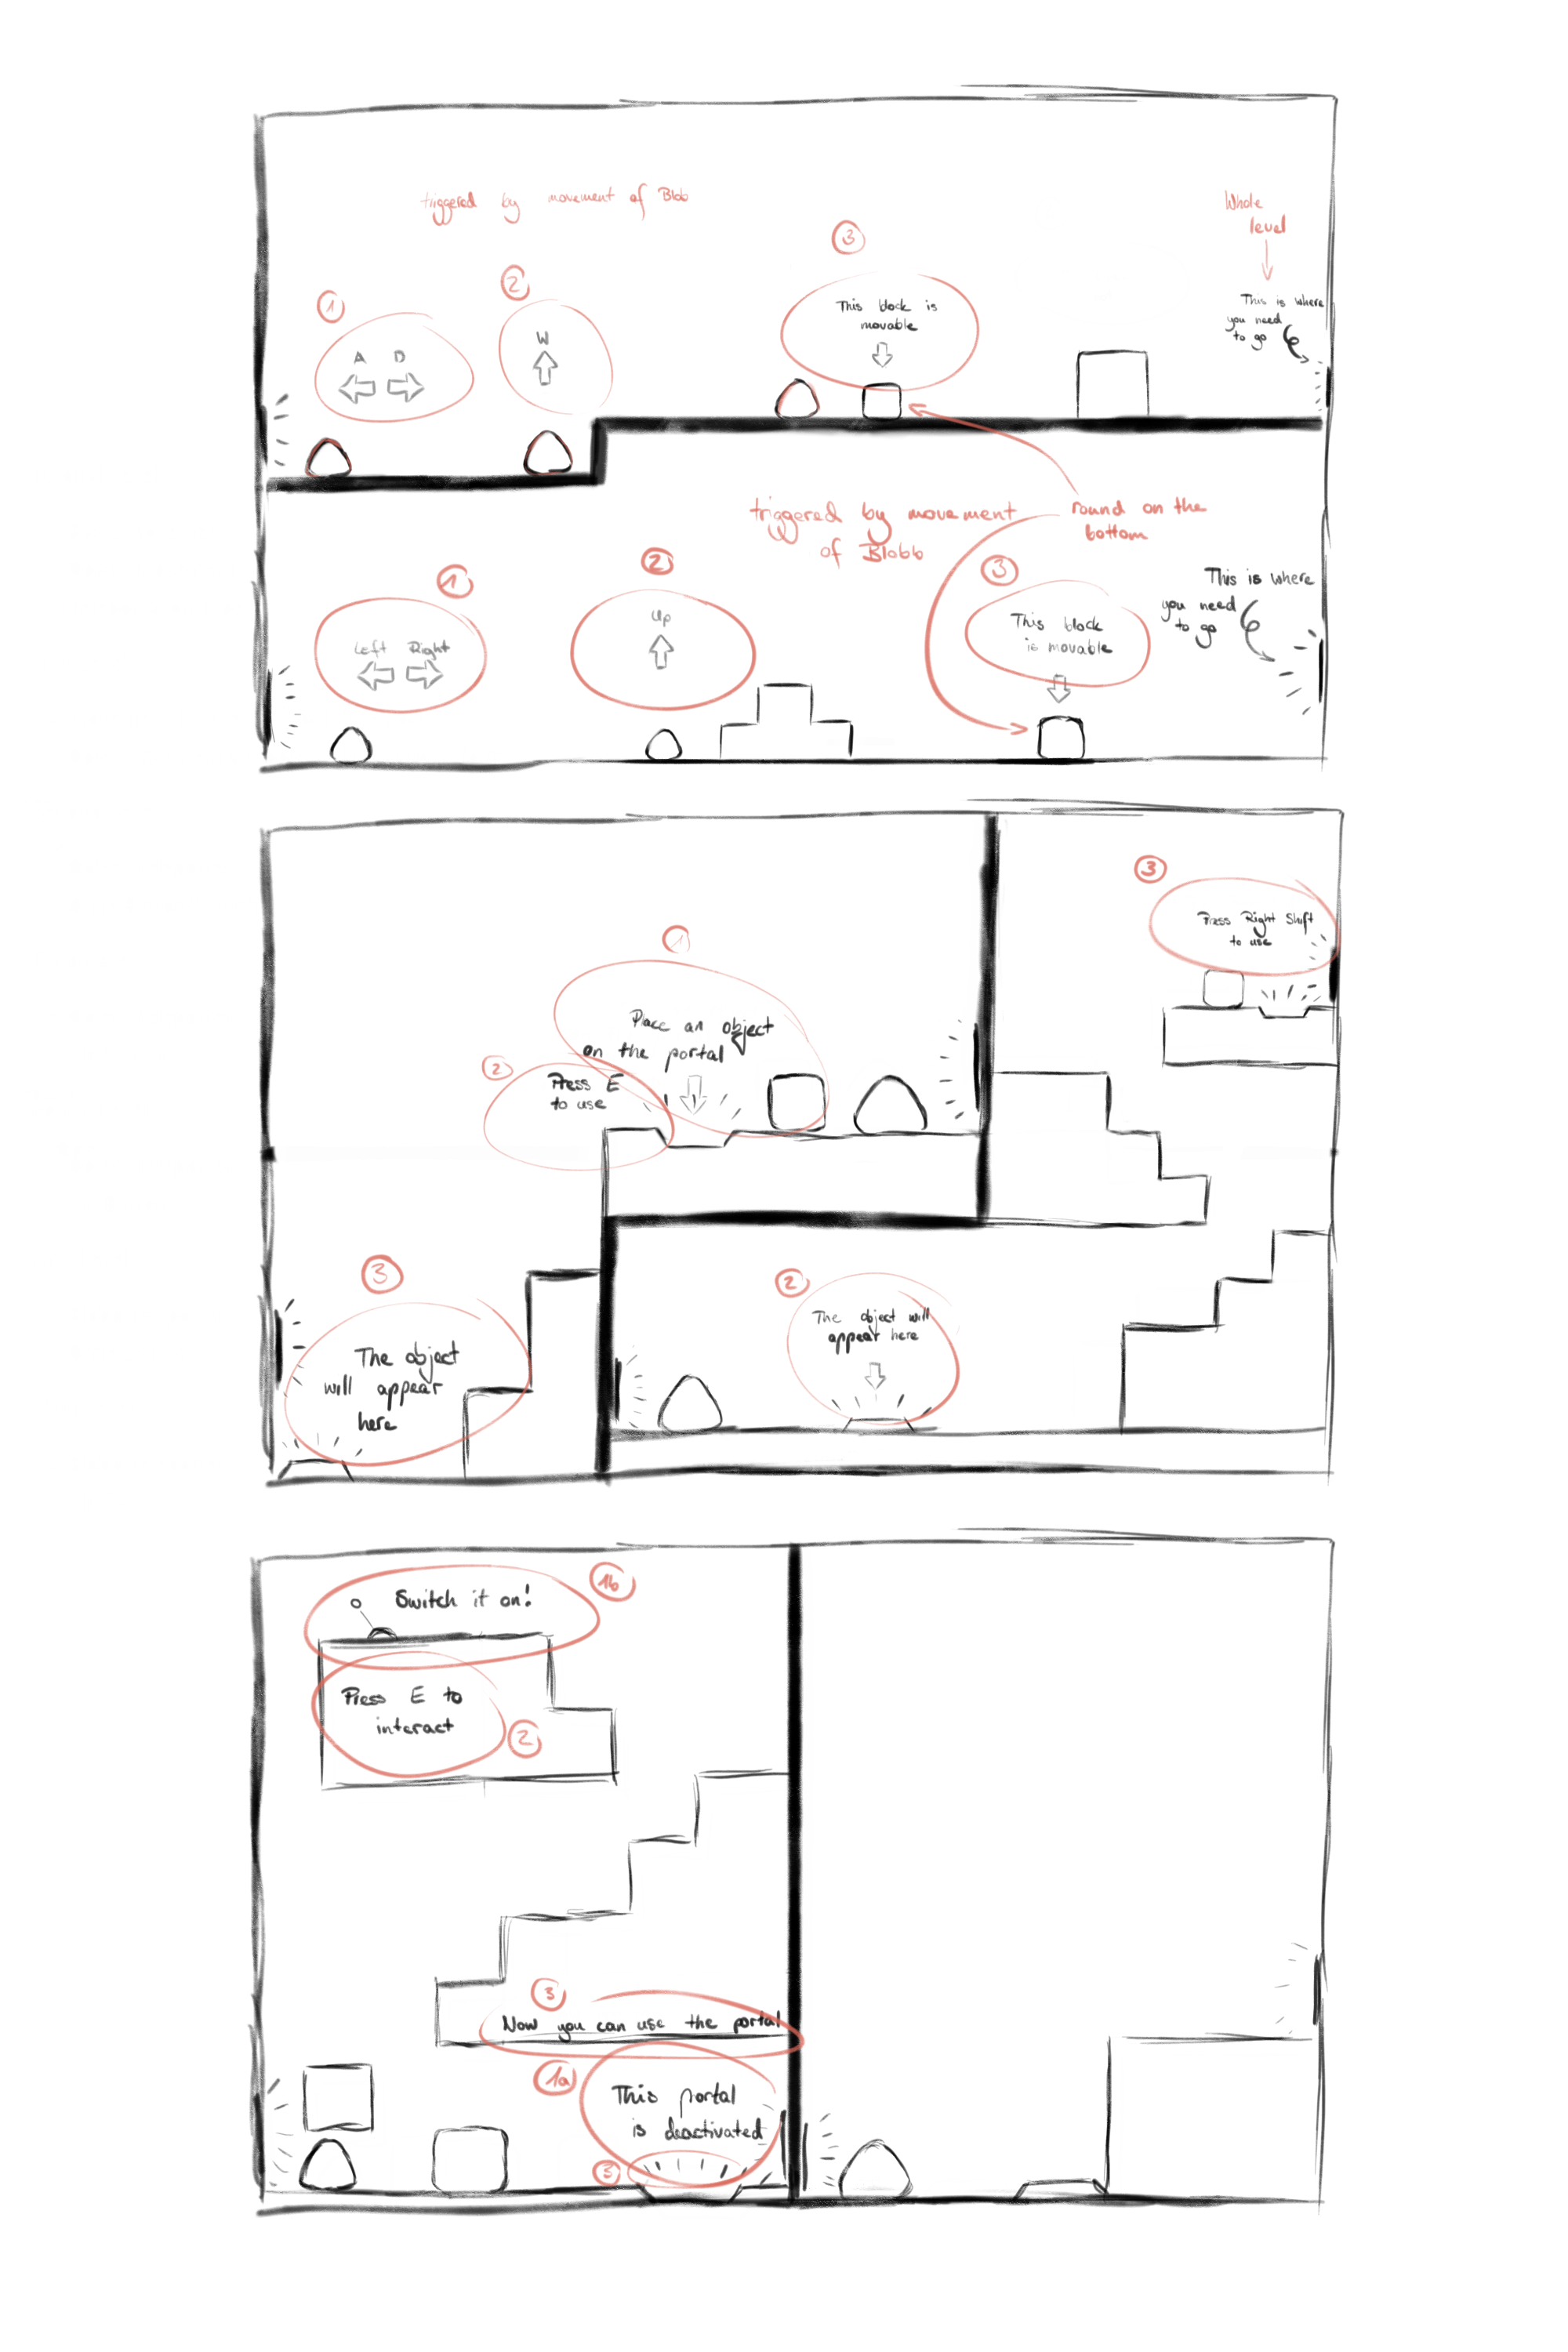 triggered by movement of Blob
Whole
level
3
2
1
This is where
you need
to go
This block is
movable
W
A D
triggered by movement
of Blobb
round on the
bottom
1
2
3
This is where
you need
to go
Left Right
Up
This block
is movable
3
Press Right Shift
to use
1
Place an object
on the portal
2
Press E
to use
3
The object
will appear
here
2
The object will
appear here
1b
Switch it on!
Press E to
interact
2
3
Now you can use the portal
1a
This portal
is deactivated
3